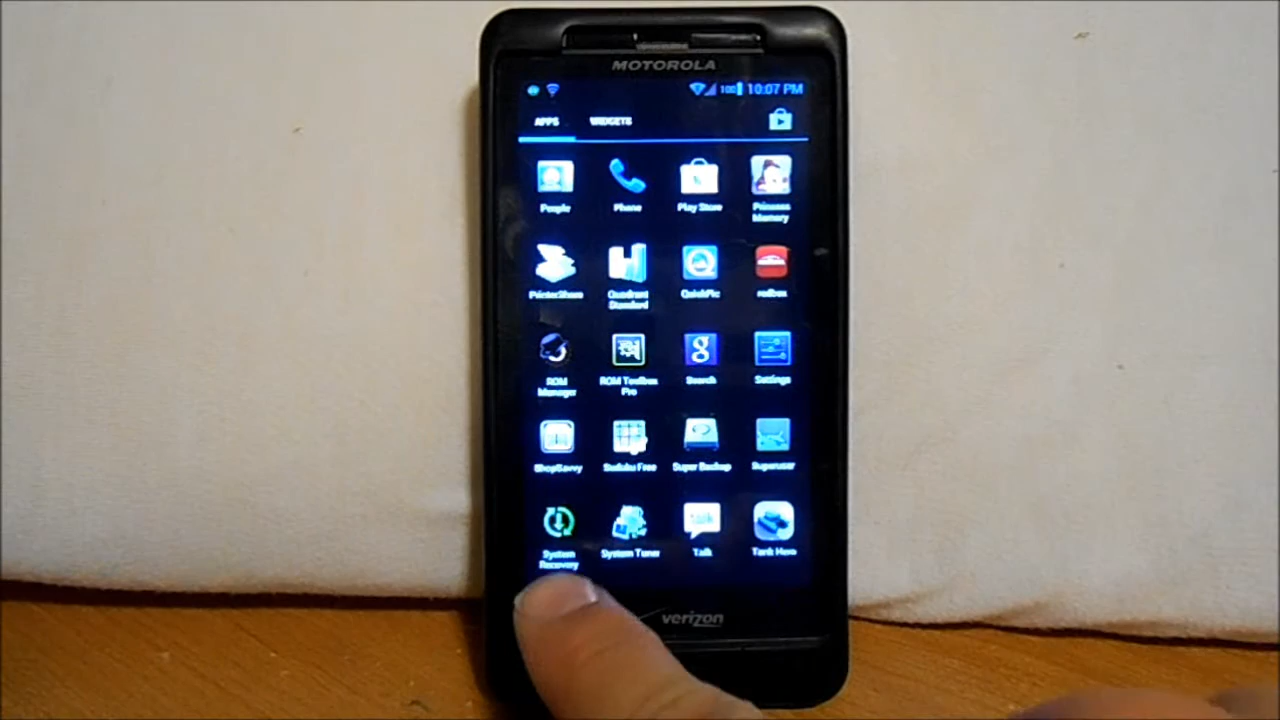 MOTOROLA
100 10:07 PM
APPS WIDGETS
People Phone Play Store Princess
Memory
PrinterShare Quadrant QuickPic redbox
Standard
ROM ROM Toolbox Search Settings
Manager Pro
ShopSavvy Sudoku Free Super Backup Superuser
System System Tuner Talk Tank Hero
Recovery
verizon